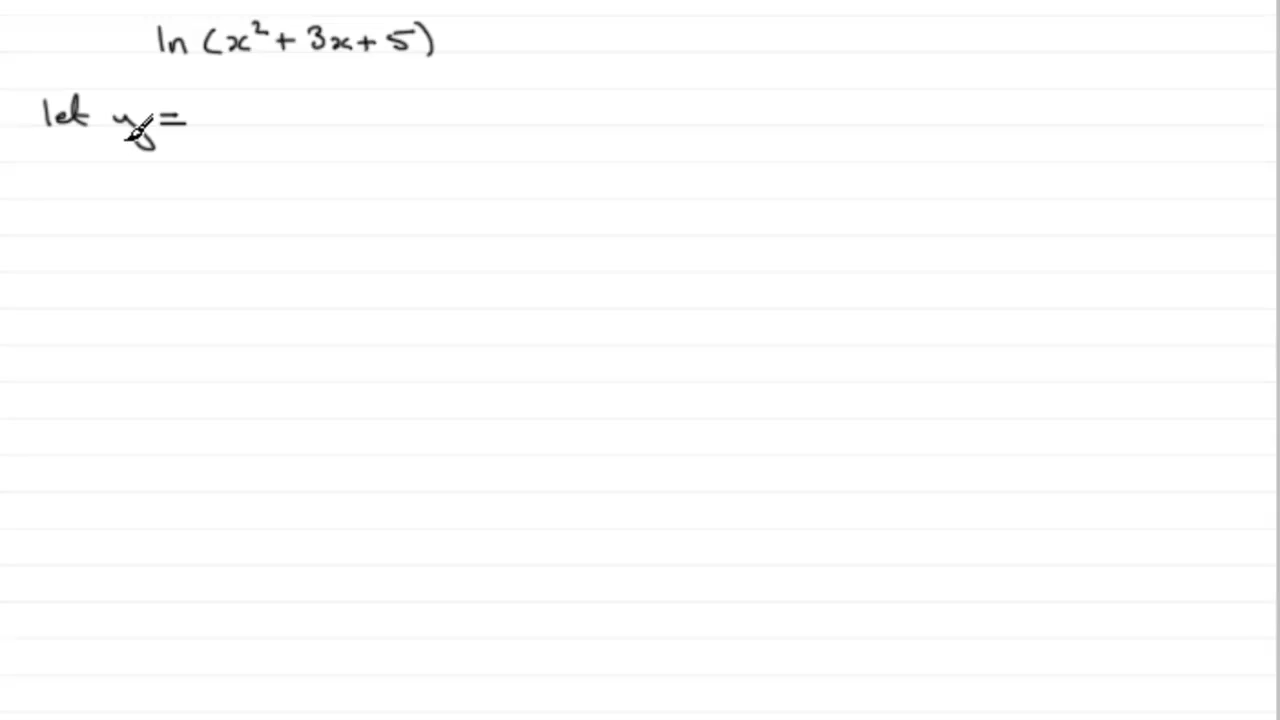 ln (x² + 3x + 5)
let y =